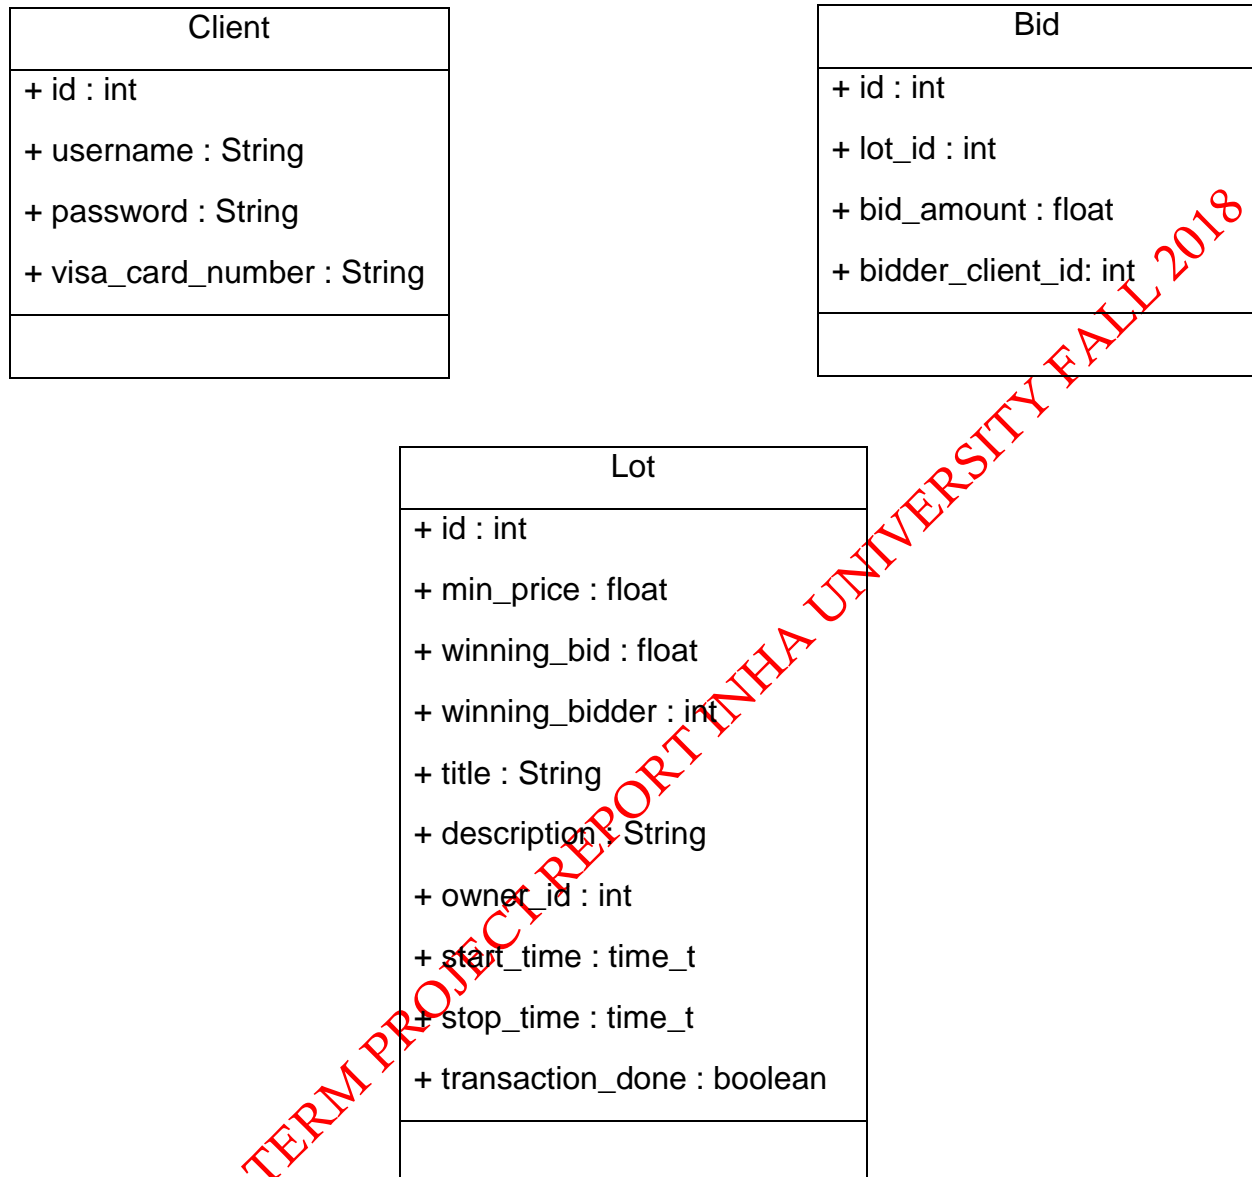 Client
+ id : int
+ username : String
+ password : String
+ visa_card_number : String
Bid
+ id : int
+ lot_id : int
+ bid_amount : float
+ bidder_client_id: int
Lot
+ id : int
+ min_price : float
+ winning_bid : float
+ winning_bidder : int
+ title : String
+ description : String
+ owner_id : int
+ start_time : time_t
+ stop_time : time_t
+ transaction_done : boolean
TERM PROJECT REPORT INHA UNIVERSITY FALL 2018